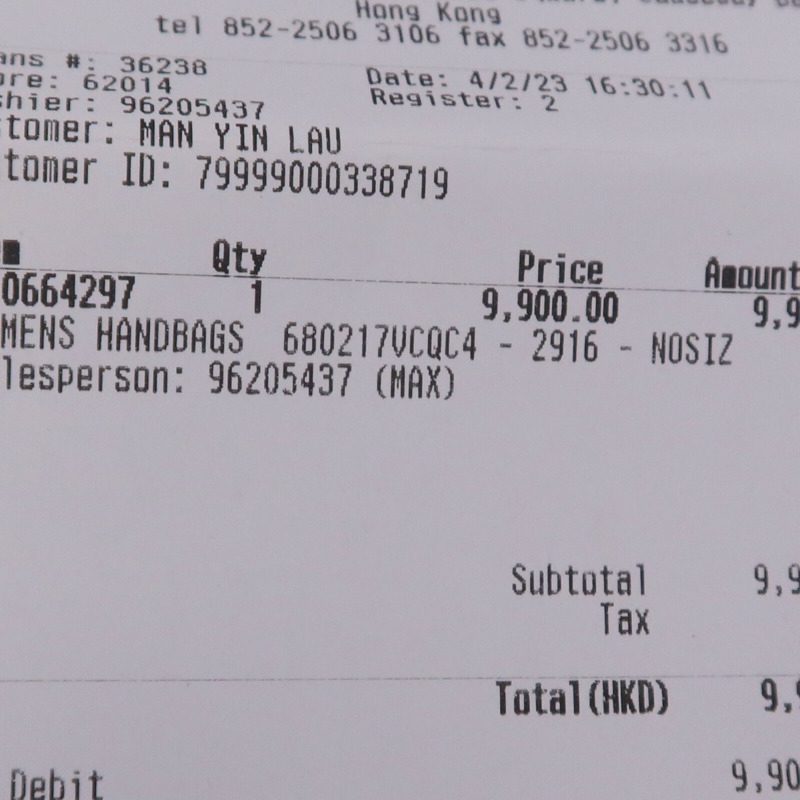 Hong Kong
tel 852-2506 3106 fax 852-2506 3316
ans #: 36238
ore: 62014 Date: 4/2/23 16:30:11
shier: 96205437 Register: 2
stomer: MAN YIN LAU
stomer ID: 79999000338719
Qty Price Amount
0664297 1 9,900.00 9,9
MENS HANDBAGS 680217VCQC4 - 2916 - NOSIZ
lesperson: 96205437 (MAX)
Subtotal 9,9
Tax
Total(HKD) 9,9
Debit 9,90